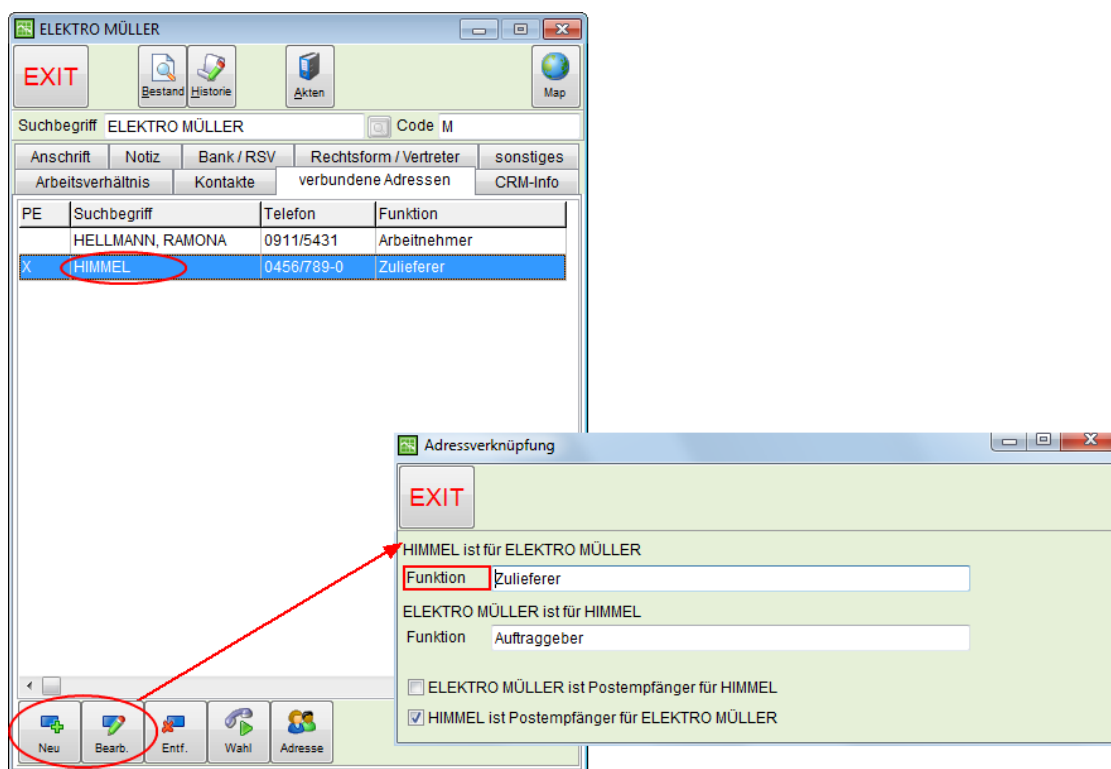 ELEKTRO MÜLLER
EXIT
Bestand Historie Akten Map
Suchbegriff ELEKTRO MÜLLER Code M
Anschrift Notiz Bank / RSV Rechtsform / Vertreter sonstiges
Arbeitsverhältnis Kontakte verbundene Adressen CRM-Info
PE Suchbegriff Telefon Funktion
HELLMANN, RAMONA 0911/5431 Arbeitnehmer
X HIMMEL 0456/789-0 Zulieferer
Neu Bearb. Entf. Wahl Adresse
Adressverknüpfung
EXIT
HIMMEL ist für ELEKTRO MÜLLER
Funktion Zulieferer
ELEKTRO MÜLLER ist für HIMMEL
Funktion Auftraggeber
ELEKTRO MÜLLER ist Postempfänger für HIMMEL
HIMMEL ist Postempfänger für ELEKTRO MÜLLER